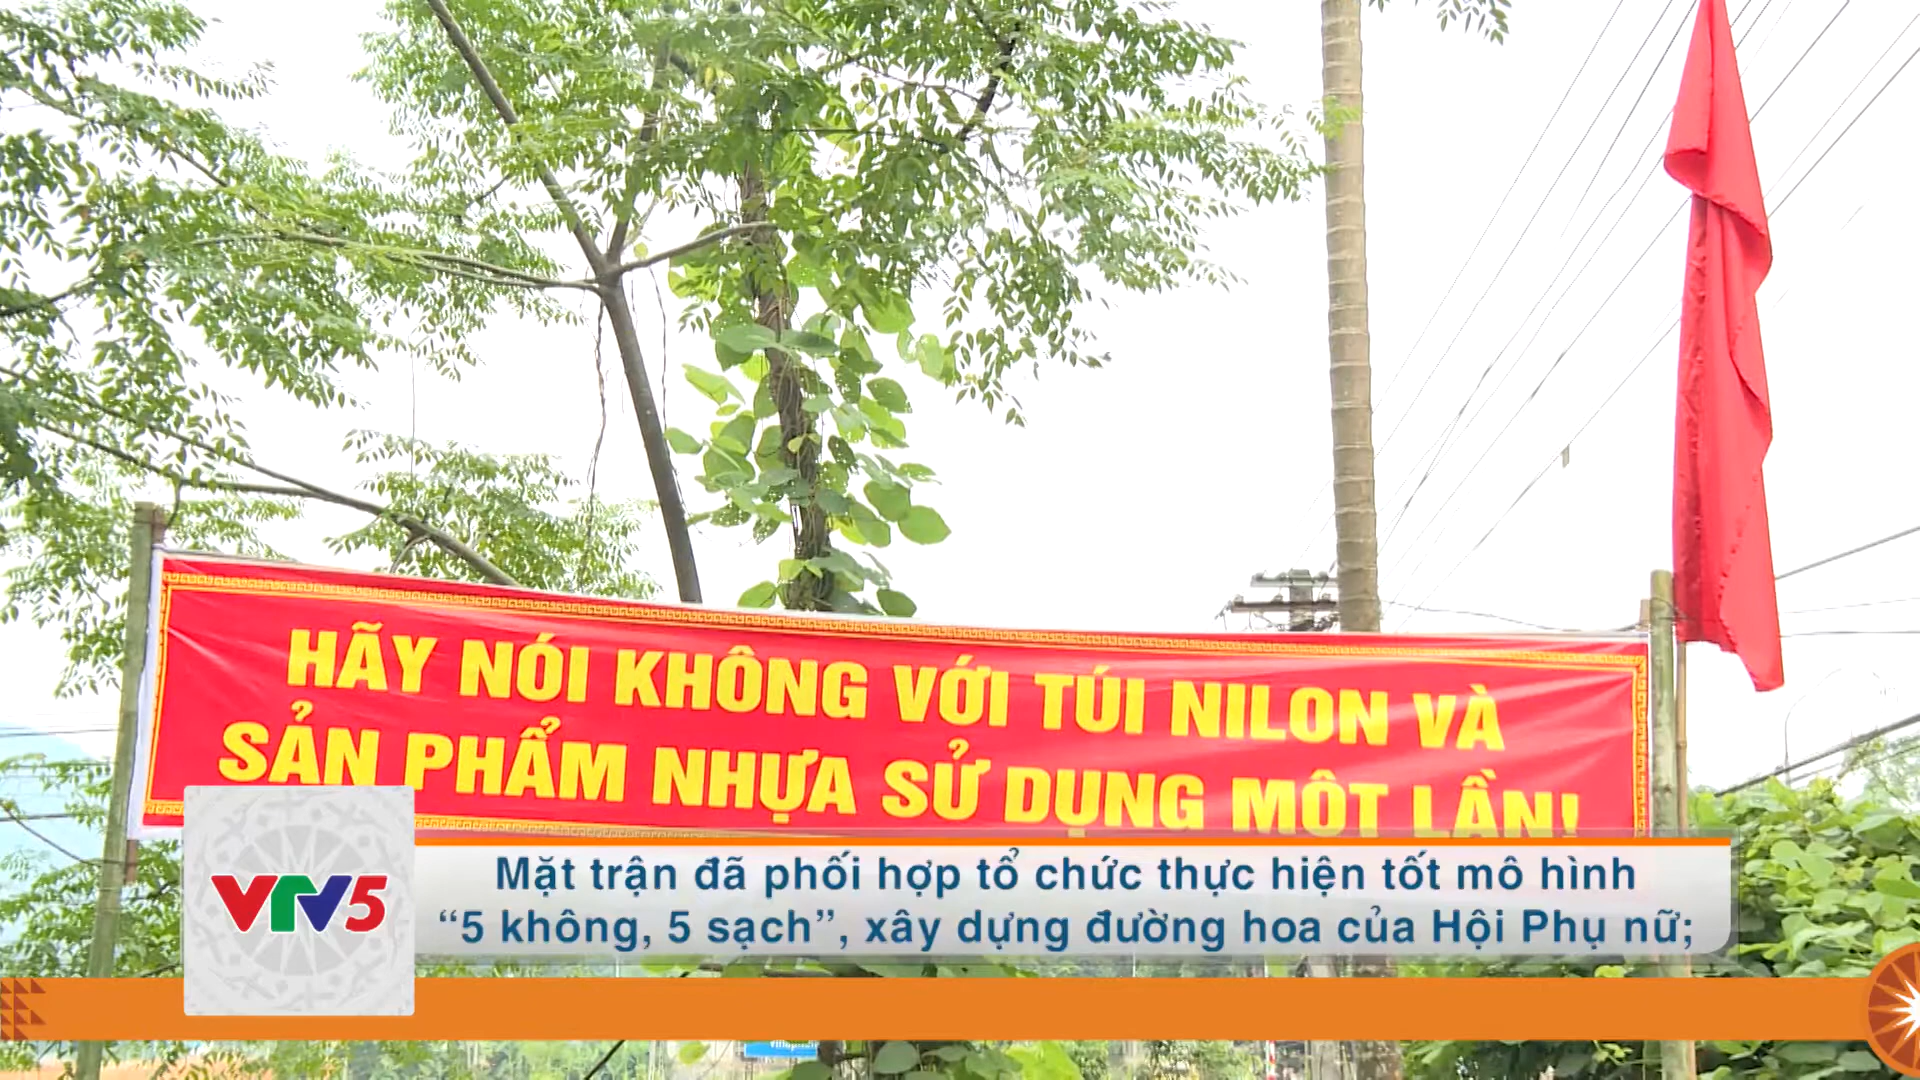 HÃY NÓI KHÔNG VỚI TÚI NILON VÀ
SẢN PHẨM NHỰA SỬ DỤNG MỘT LẦN!
VTV5
Mặt trận đã phối hợp tổ chức thực hiện tốt mô hình
“5 không, 5 sạch”, xây dựng đường hoa của Hội Phụ nữ;